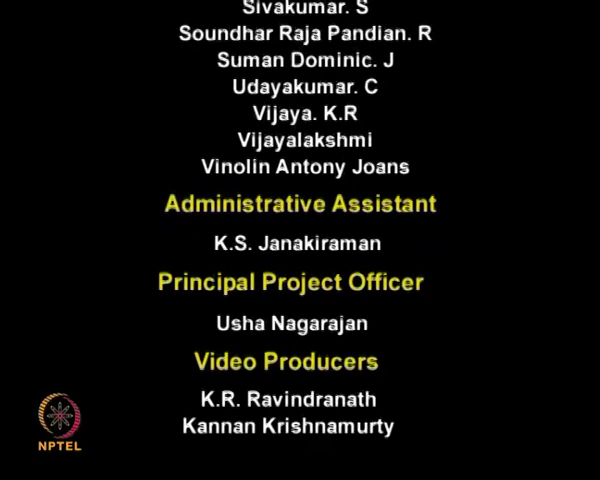 Sivakumar. S
Soundhar Raja Pandian. R
Suman Dominic. J
Udayakumar. C
Vijaya. K.R
Vijayalakshmi
Vinolin Antony Joans
Administrative Assistant
K.S. Janakiraman
Principal Project Officer
Usha Nagarajan
Video Producers
K.R. Ravindranath
Kannan Krishnamurty
NPTEL